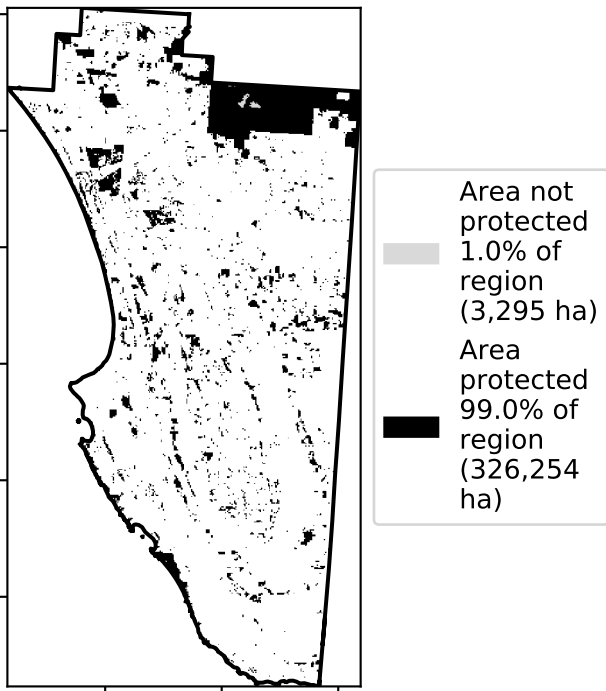 Area not
protected
1.0% of
region
(3,295 ha)
Area
protected
99.0% of
region
(326,254
ha)